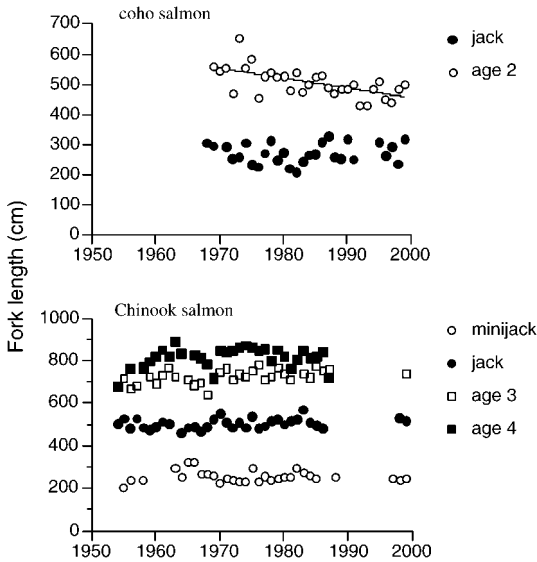 coho salmon
700
600
500
400
300
200
100
0
1950 1960 1970 1980 1990 2000
jack
age 2
Fork length (cm)
Chinook salmon
1000
800
600
400
200
0
1950 1960 1970 1980 1990 2000
minijack
jack
age 3
age 4